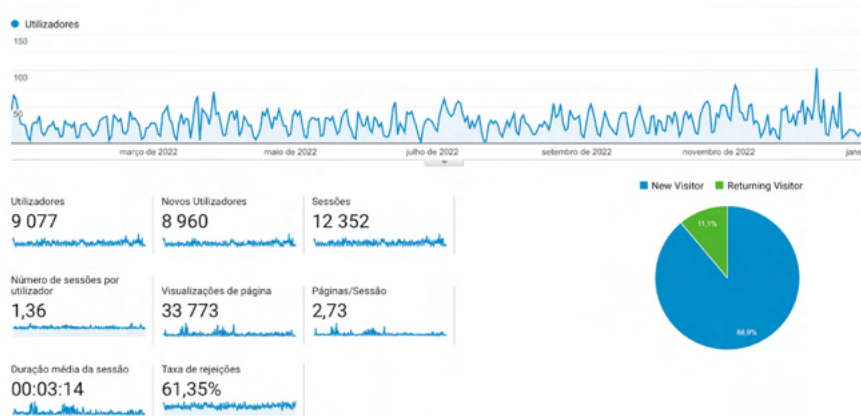 Utilizadores
150
100
50
março de 2022
maio de 2022
julho de 2022
setembro de 2022
novembro de 2022
jane
New Visitor
Returning Visitor
Utilizadores
9 077
Novos Utilizadores
8 960
Sessões
12 352
Número de sessões por
utilizador
1,36
Visualizações de página
33 773
Páginas/Sessão
2,73
Duração média da sessão
00:03:14
Taxa de rejeições
61,35%
11,1%
88,9%